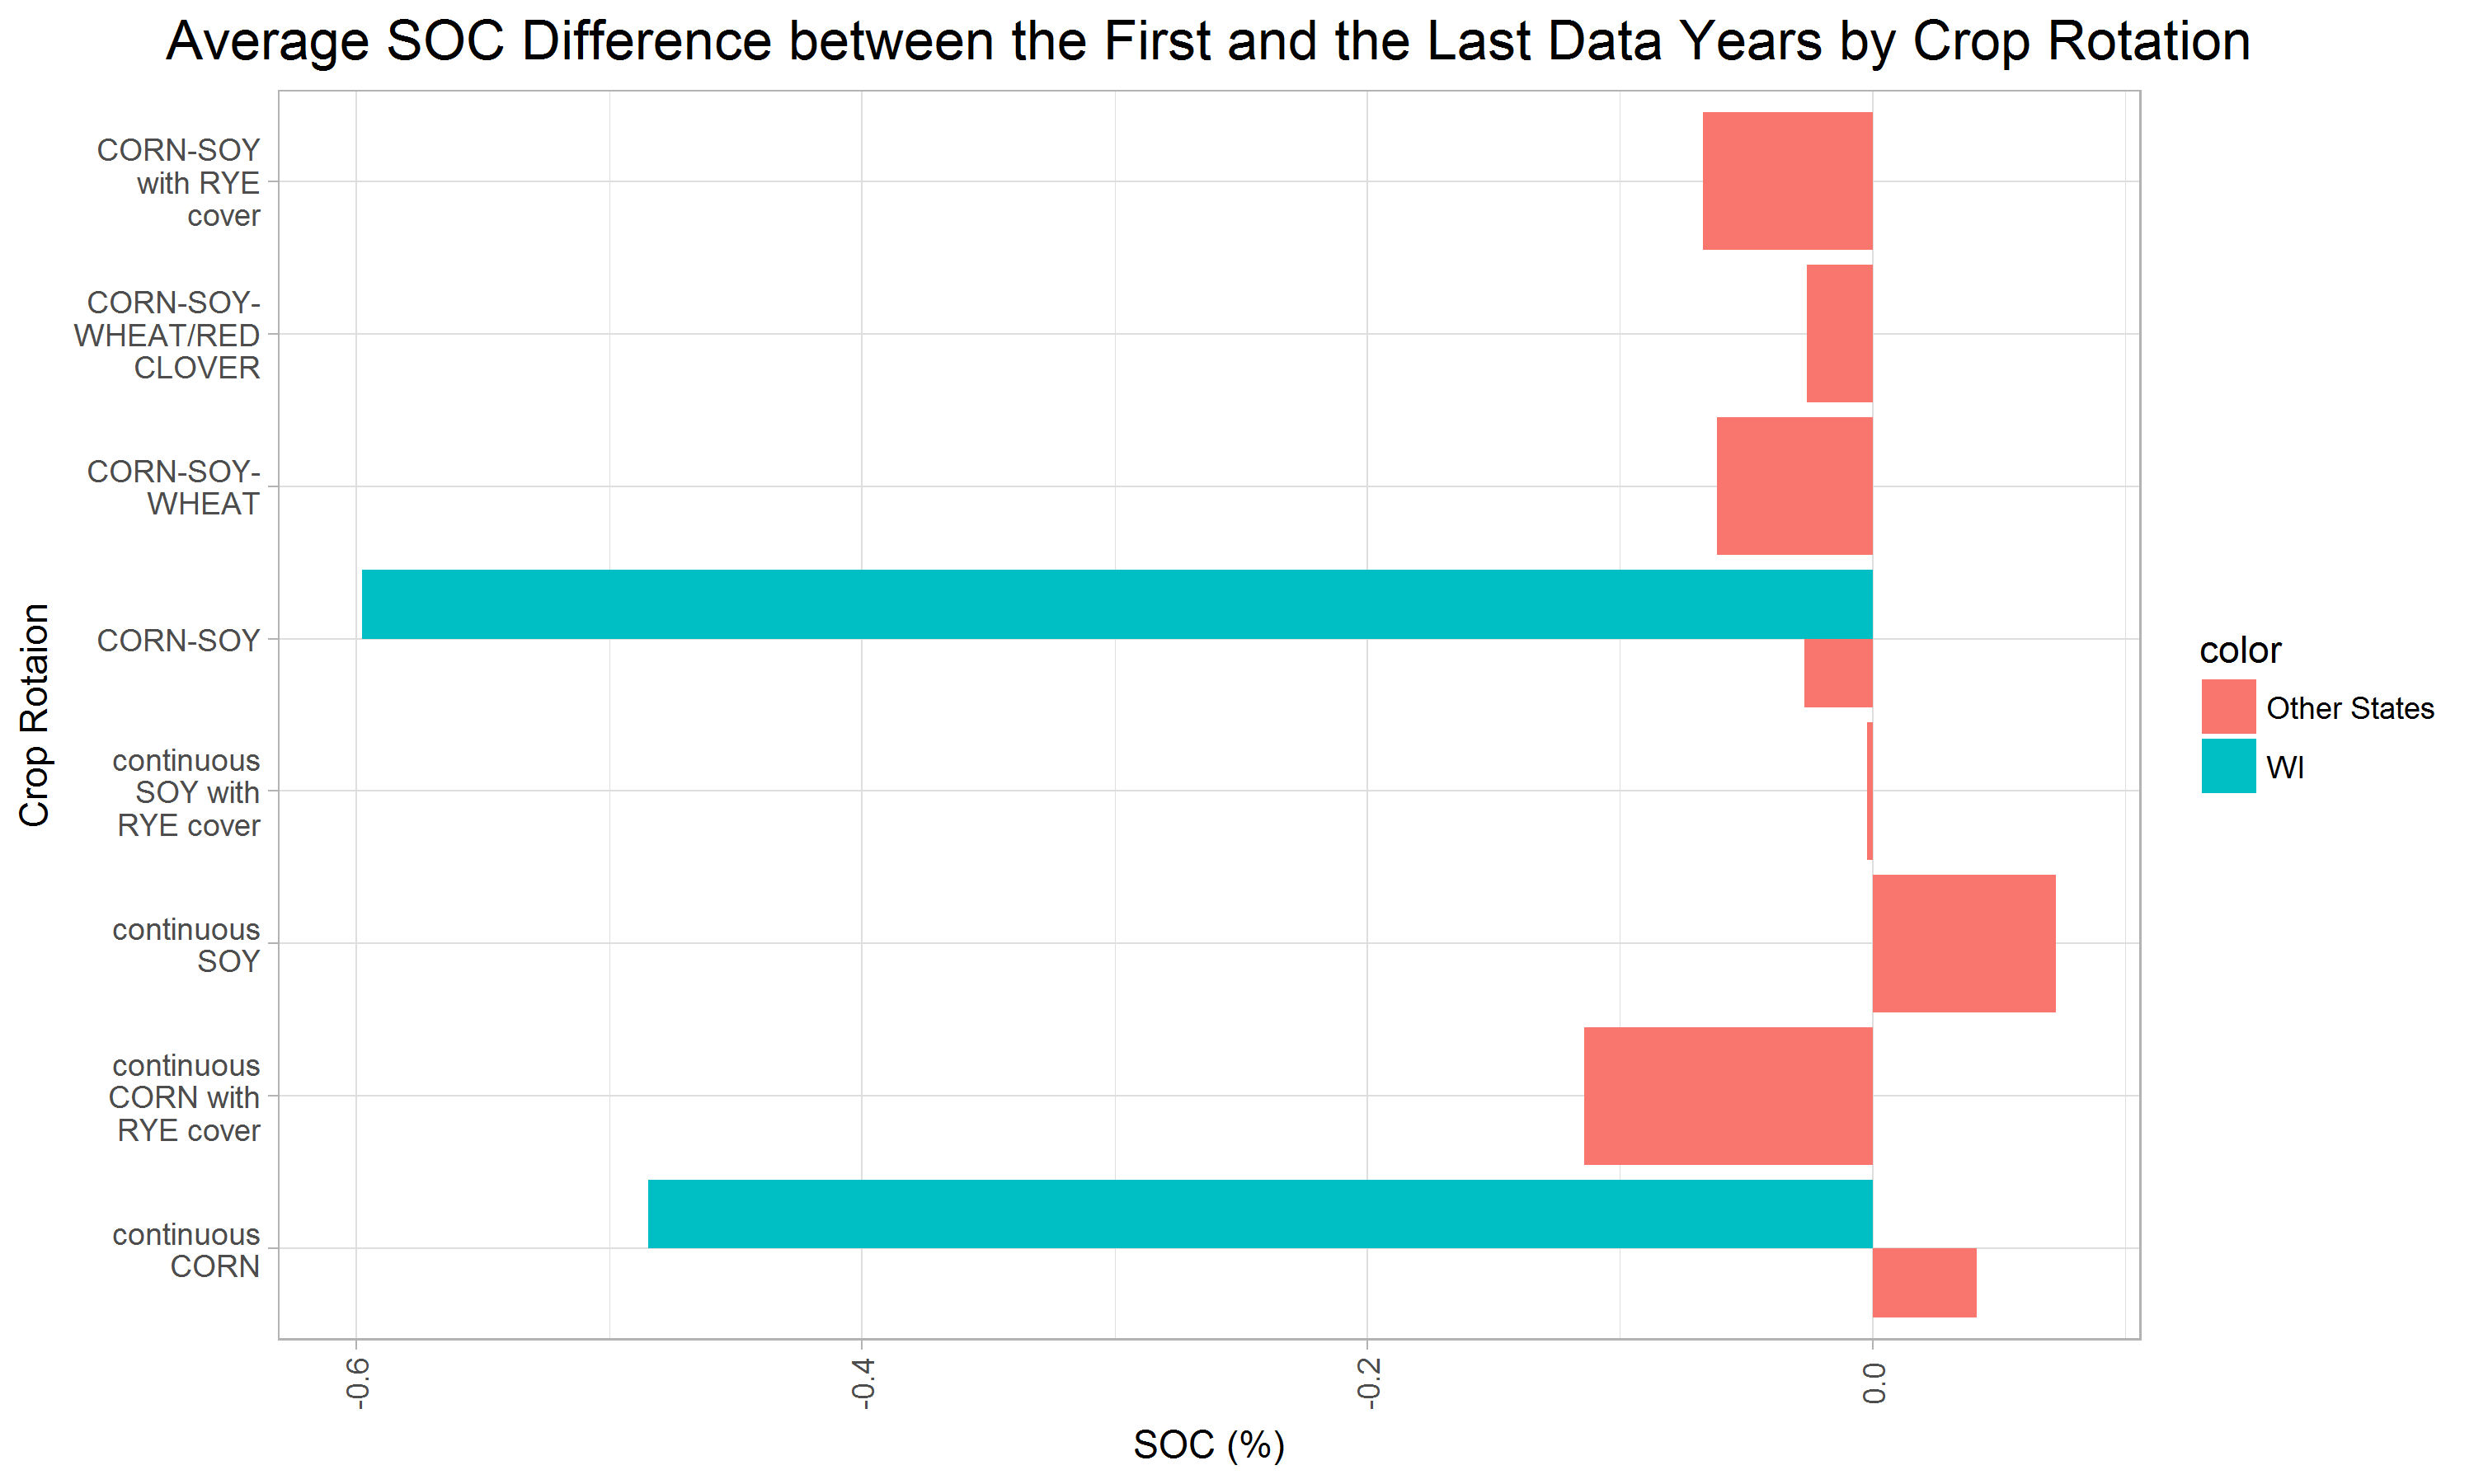 Average SOC Difference between the First and the Last Data Years by Crop Rotation
CORN-SOY
with RYE
cover
CORN-SOY-
WHEAT/RED
CLOVER
CORN-SOY-
WHEAT
CORN-SOY
continuous
SOY with
RYE cover
continuous
SOY
continuous
CORN with
RYE cover
continuous
CORN
Crop Rotaion
-0.6
-0.4
-0.2
0.0
SOC (%)
color
Other States
WI